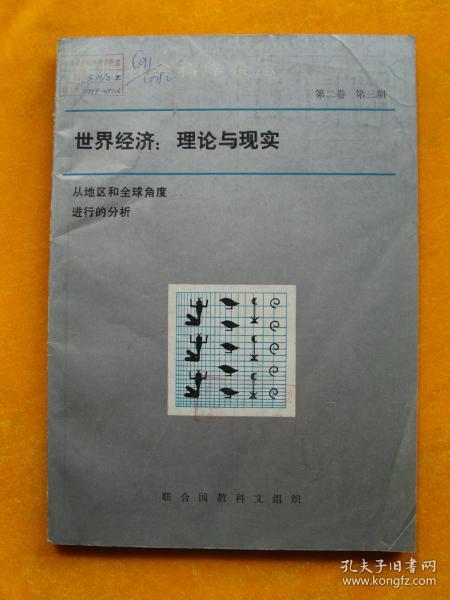 C91
第二卷 第三期
世界经济：理论与现实
从地区和全球角度
进行的分析
联合国教科文组织
孔夫子旧书网
www.kongfz.com